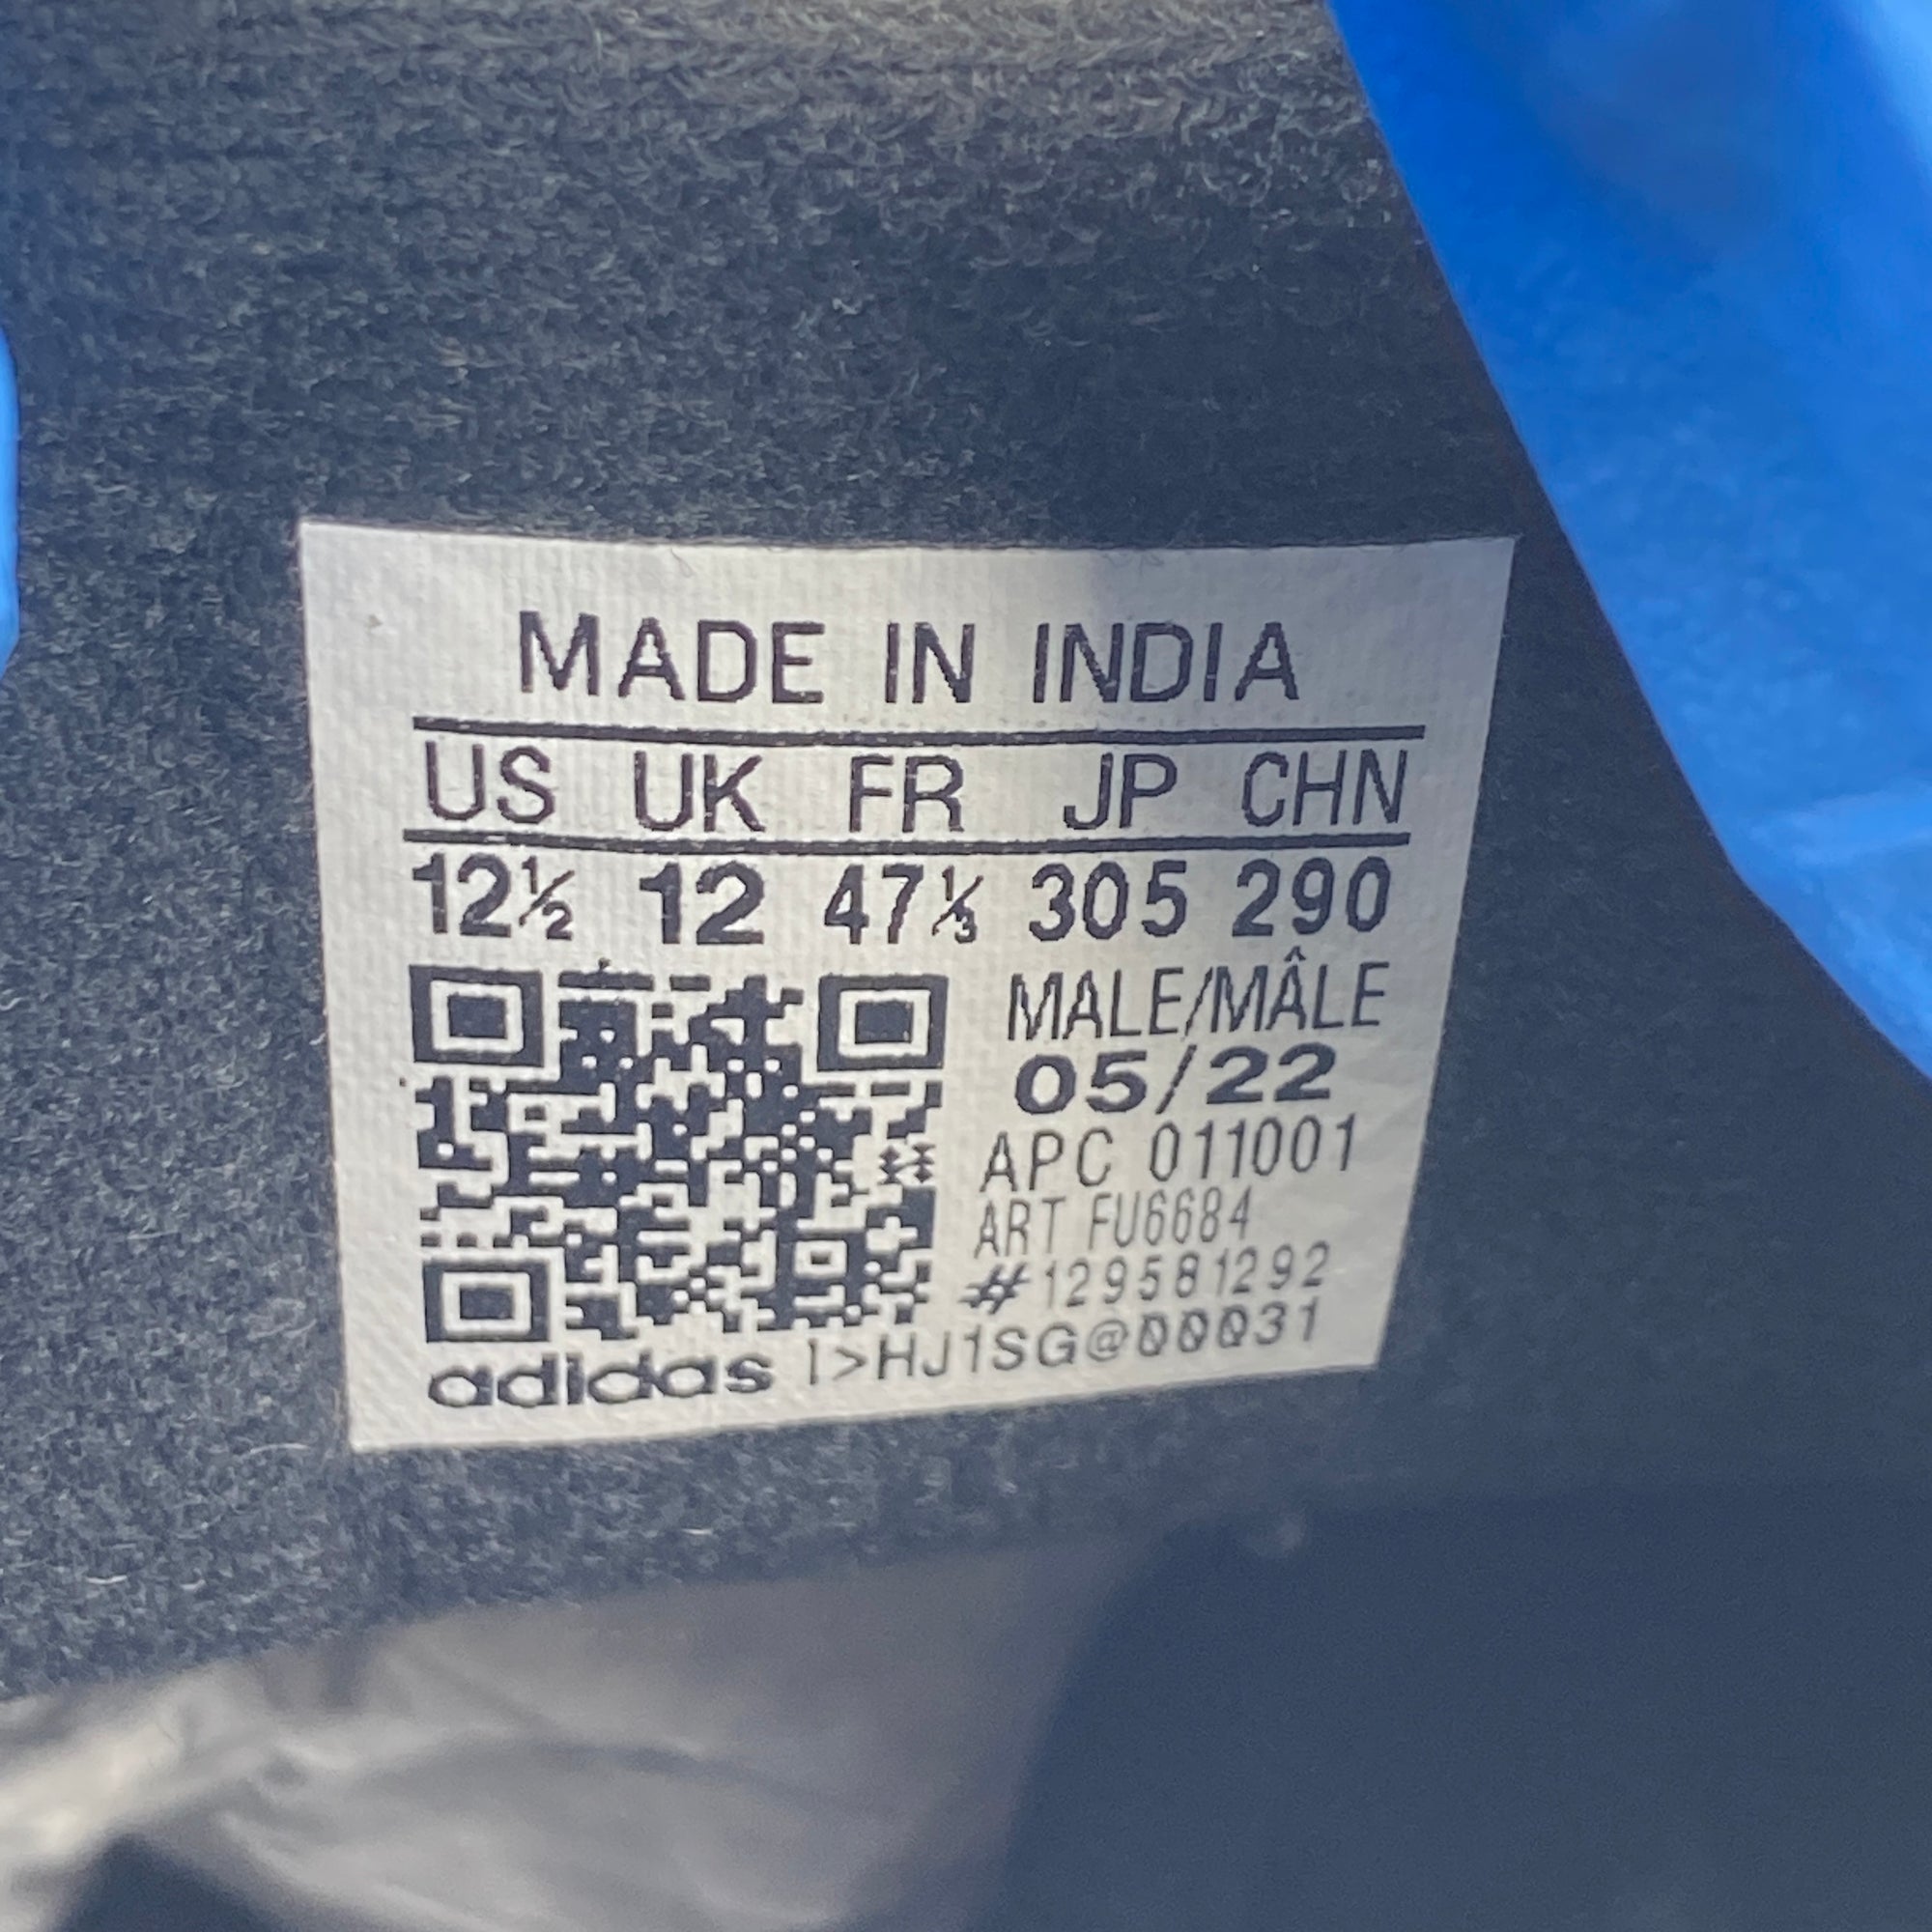 MADE IN INDIA
US UK FR JP CHN
12½ 12 47⅓ 305 290
MALE/MÂLE
05/22
APC 011001
ART FU6684
#129581292
adidas I>HJ1SG@00031